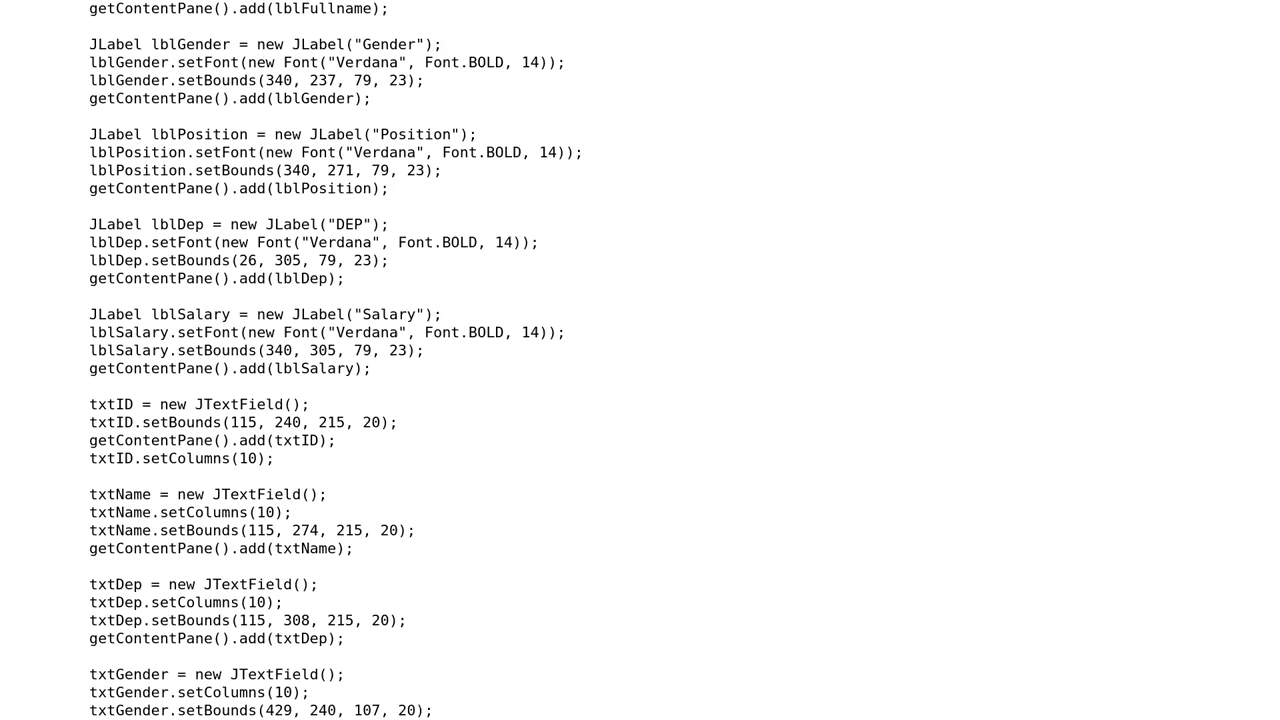 getContentPane().add(lblFullname);
JLabel lblGender = new JLabel("Gender");
lblGender.setFont(new Font("Verdana", Font.BOLD, 14));
lblGender.setBounds(340, 237, 79, 23);
getContentPane().add(lblGender);
JLabel lblPosition = new JLabel("Position");
lblPosition.setFont(new Font("Verdana", Font.BOLD, 14));
lblPosition.setBounds(340, 271, 79, 23);
getContentPane().add(lblPosition);
JLabel lblDep = new JLabel("DEP");
lblDep.setFont(new Font("Verdana", Font.BOLD, 14));
lblDep.setBounds(26, 305, 79, 23);
getContentPane().add(lblDep);
JLabel lblSalary = new JLabel("Salary");
lblSalary.setFont(new Font("Verdana", Font.BOLD, 14));
lblSalary.setBounds(340, 305, 79, 23);
getContentPane().add(lblSalary);
txtID = new JTextField();
txtID.setBounds(115, 240, 215, 20);
getContentPane().add(txtID);
txtID.setColumns(10);
txtName = new JTextField();
txtName.setColumns(10);
txtName.setBounds(115, 274, 215, 20);
getContentPane().add(txtName);
txtDep = new JTextField();
txtDep.setColumns(10);
txtDep.setBounds(115, 308, 215, 20);
getContentPane().add(txtDep);
txtGender = new JTextField();
txtGender.setColumns(10);
txtGender.setBounds(429, 240, 107, 20);